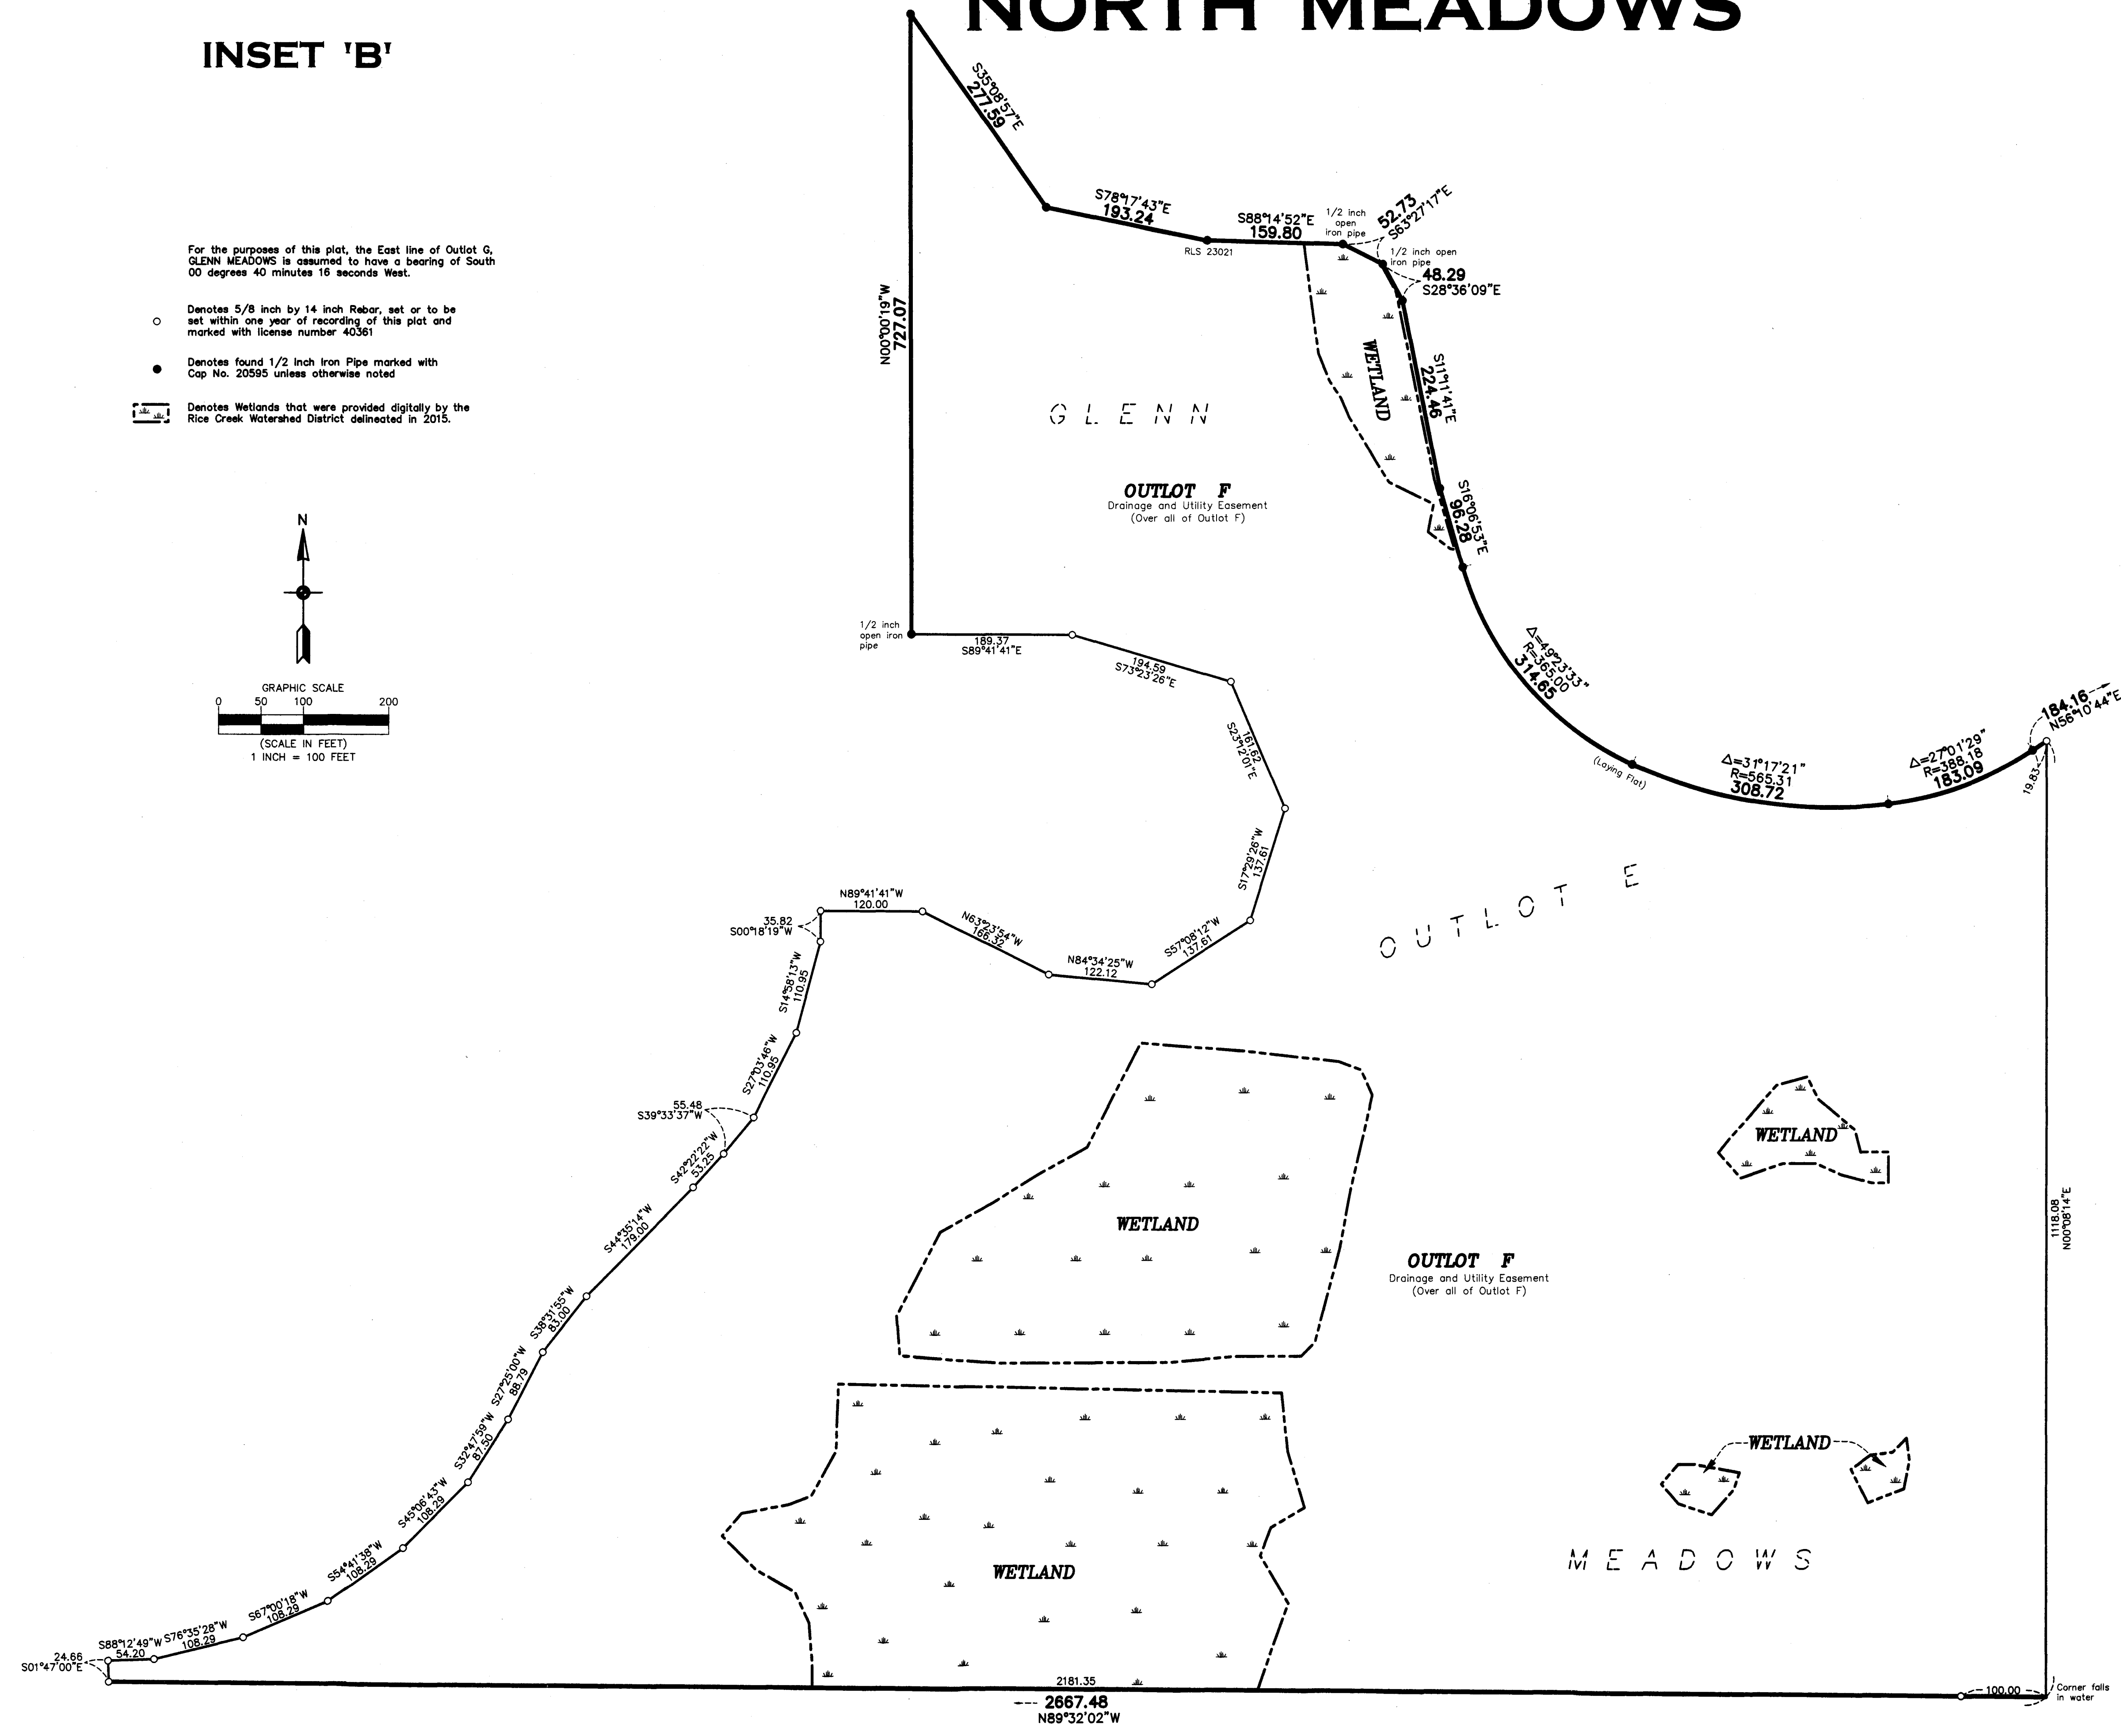 NORTH MEADOWS
INSET 'B'
For the purposes of this plat, the East line of Outlot G,
GLENN MEADOWS is assumed to have a bearing of South
00 degrees 40 minutes 16 seconds West.
Denotes 5/8 inch by 14 inch Rebar, set or to be
set within one year of recording of this plat and
marked with license number 40361
Denotes found 1/2 Inch Iron Pipe marked with
Cap No. 20595 unless otherwise noted
Denotes Wetlands that were provided digitally by the
Rice Creek Watershed District delineated in 2015.
N
GRAPHIC SCALE
0 50 100 200
(SCALE IN FEET)
1 INCH = 100 FEET
S35°08'57"E
277.59
S78°17'43"E
193.24
RLS 23021
S88°14'52"E
159.80
1/2 inch
open
iron pipe
52.73
S63°27'17"E
1/2 inch open
iron pipe
48.29
S28°36'09"E
N00°00'19"W
727.07
WETLAND
S11°11'41"E
224.46
GLENN
OUTLOT F
Drainage and Utility Easement
(Over all of Outlot F)
S16°06'53"E
96.28
1/2 inch
open iron
pipe
189.37
S89°41'41"E
194.59
S73°23'26"E
161.62
S23°12'01"E
Δ=49°23'33"
R=365.00
314.65
(Laying Flat)
Δ=31°17'21"
R=565.31
308.72
Δ=27°01'29"
R=388.18
183.09
184.16
N56°10'44"E
19.83
S17°29'26"W
137.61
OUTLOT E
N89°41'41"W
120.00
35.82
S00°18'19"W
N63°23'54"W
166.32
N84°34'25"W
122.12
S57°08'12"W
137.61
S14°58'13"W
110.95
S27°03'46"W
110.95
55.48
S39°33'37"W
S42°22'22"W
53.25
S44°35'14"W
179.00
WETLAND
WETLAND
1118.08
N00°08'14"E
OUTLOT F
Drainage and Utility Easement
(Over all of Outlot F)
S38°31'55"W
83.00
S27°25'00"W
88.79
S32°47'59"W
87.50
S45°06'43"W
108.29
S54°41'38"W
108.29
S67°00'18"W
108.29
S76°35'28"W
108.29
S88°12'49"W
54.20
24.66
S01°47'00"E
WETLAND
WETLAND
MEADOWS
2181.35
2667.48
N89°32'02"W
100.00
Corner falls
in water